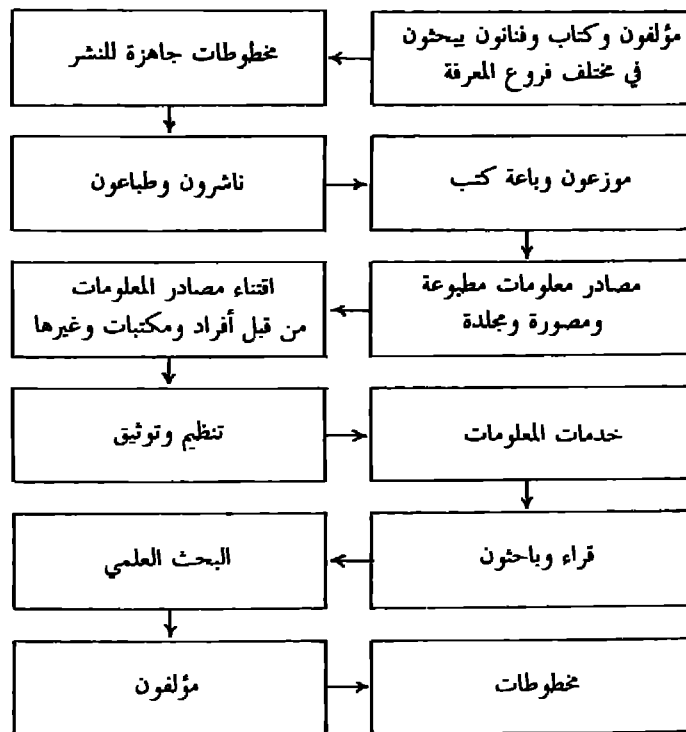 مؤلفون وكتاب وفنانون يبحثون
في مختلف فروع المعرفة
مخطوطات جاهزة للنشر
ناشرون وطباعون
موزعون وباعة كتب
مصادر معلومات مطبوعة
ومصورة ومجلدة
اقتناء مصادر المعلومات
من قبل أفراد ومكتبات وغيرها
تنظيم وتوثيق
خدمات المعلومات
قراء وباحثون
البحث العلمي
مؤلفون
مخطوطات